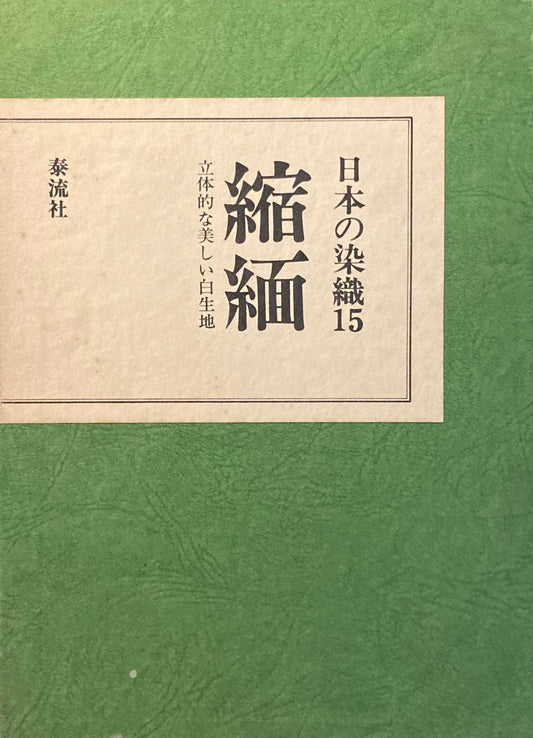 日本の染織15
縮緬
立体的な美しい白生地
泰流社